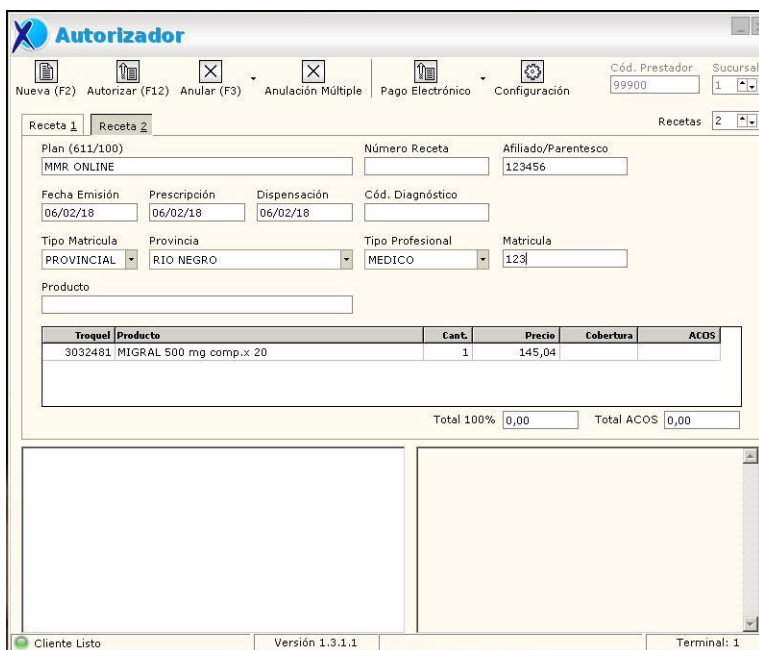 Autorizador
Nueva (F2) Autorizar (F12) Anular (F3) Anulación Múltiple Pago Electrónico Configuración
Cód. Prestador Sucursal
99900 1
Receta 1 Receta 2 Recetas 2
Plan (611/100) Número Receta Afiliado/Parentesco
MMR ONLINE 123456
Fecha Emisión Prescripción Dispensación Cód. Diagnóstico
06/02/18 06/02/18 06/02/18
Tipo Matricula Provincia Tipo Profesional Matricula
PROVINCIAL RIO NEGRO MEDICO 123
Producto
Troquel Producto Cant. Precio Cobertura ACOS
3032481 MIGRAL 500 mg comp.x 20 1 145,04
Total 100% 0,00 Total ACOS 0,00
Cliente Listo Versión 1.3.1.1 Terminal: 1